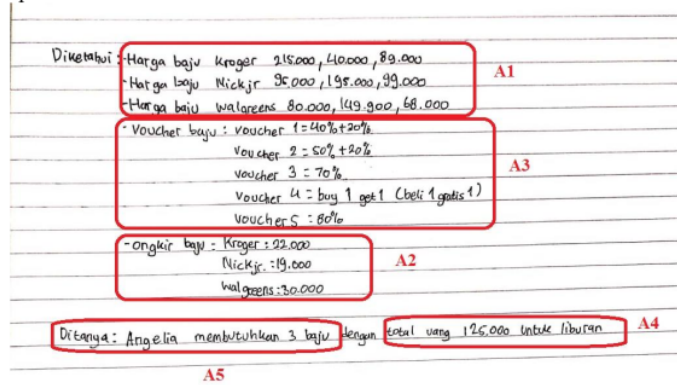 Diketahui : - Harga baju Kroger 215.000, 40.000, 89.000
A1
- Harga baju Nickjr 95.000, 195.000, 99.000
- Harga baju walgreens 80.000, 149.900, 68.000
- Voucher baju : voucher 1 = 40% + 20%
voucher 2 = 50% + 20%
A3
voucher 3 = 70%
voucher 4 = buy 1 get 1 (beli 1 gratis 1)
voucher 5 = 80%
- ongkir baju : Kroger : 22.000
A2
Nickjr. : 19.000
walgreens : 30.000
Ditanya : Angelia membutuhkan 3 baju dengan total uang 125.000 untuk liburan
A4
A5